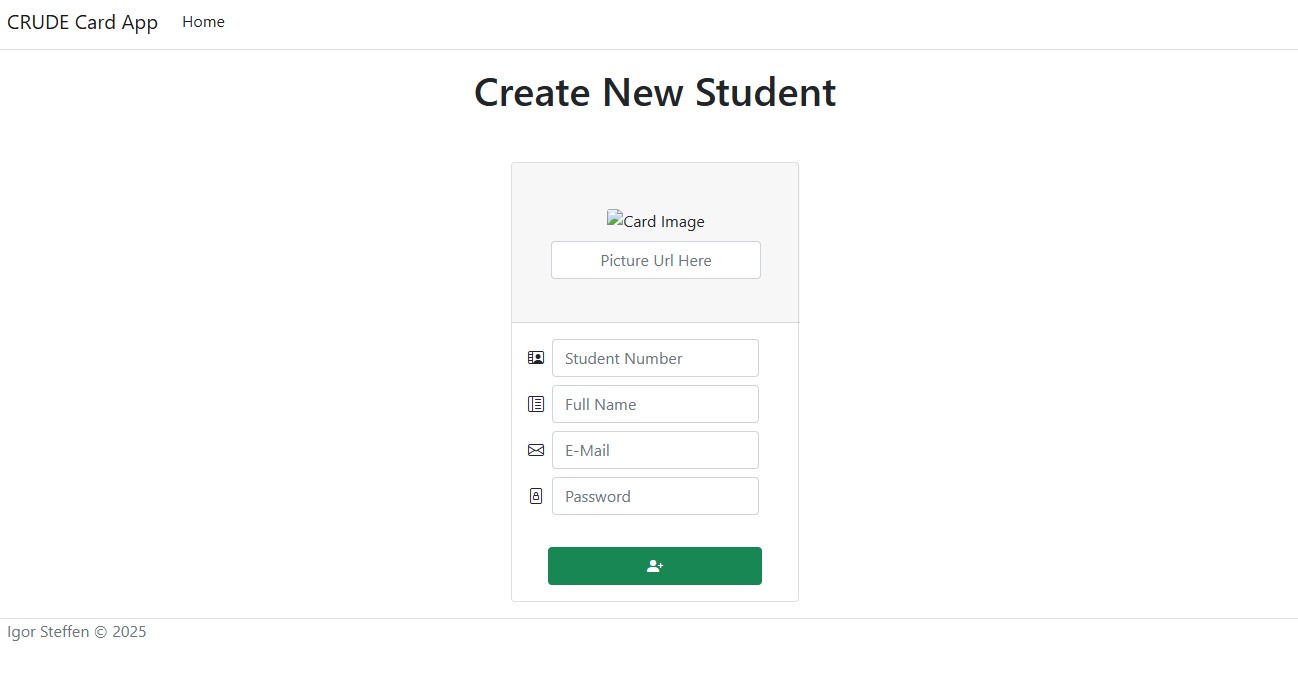 CRUDE Card App Home
Create New Student
Card Image
Picture Url Here
Student Number
Full Name
E-Mail
Password
Igor Steffen © 2025